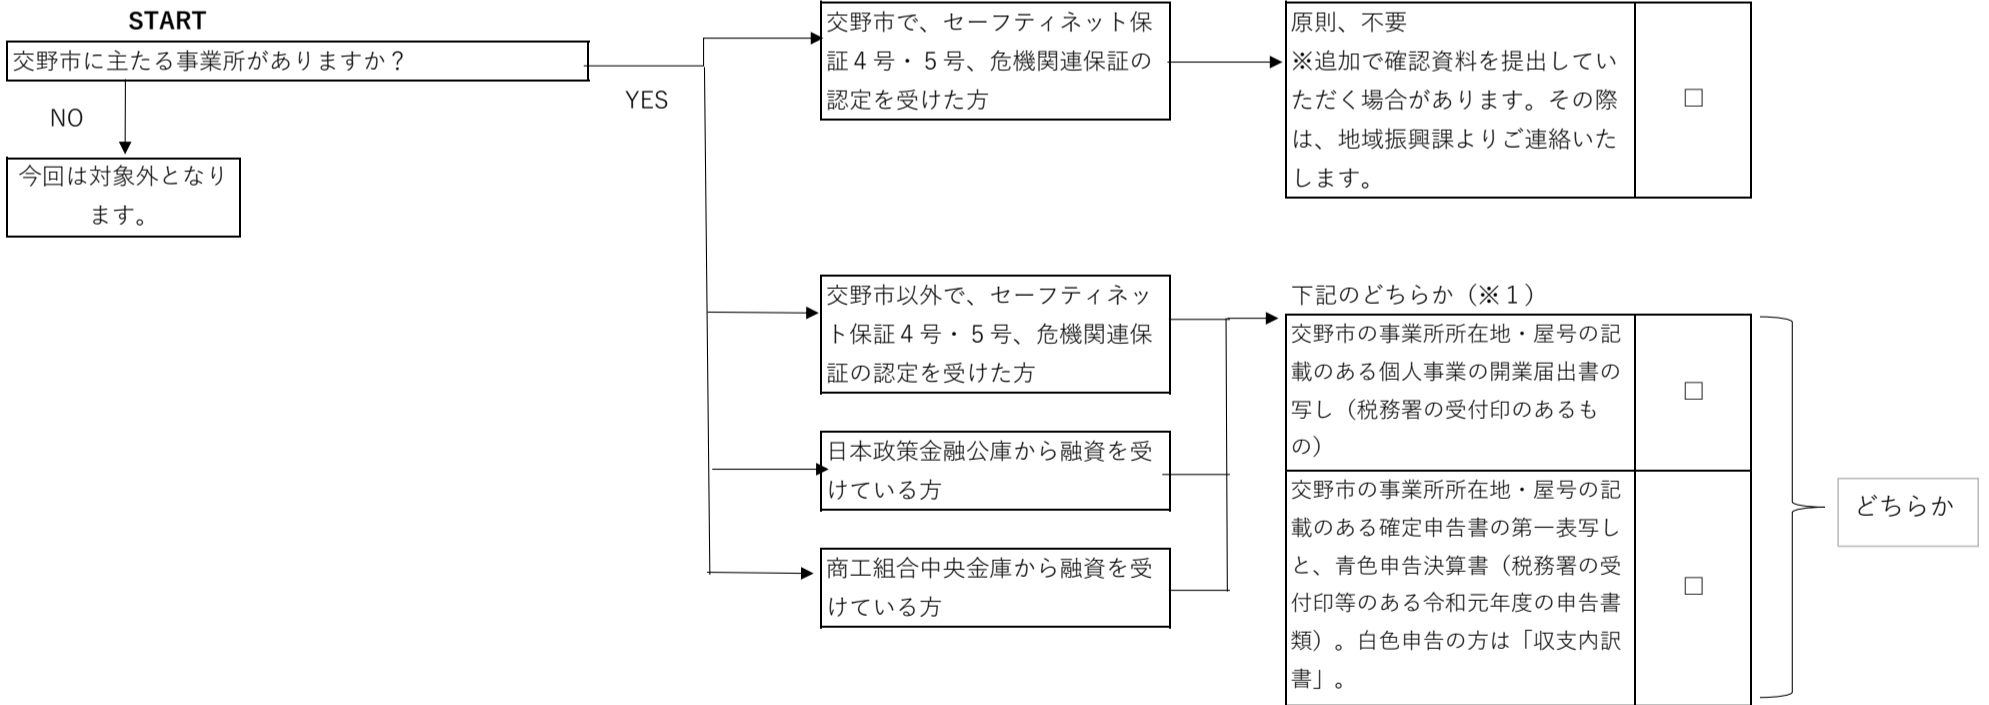 START
交野市に主たる事業所がありますか？
NO
YES
今回は対象外となり
ます。
交野市で、セーフティネット保
証４号・５号、危機関連保証の
認定を受けた方
原則、不要
※追加で確認資料を提出してい
ただく場合があります。その際
は、地域振興課よりご連絡いた
します。
□
交野市以外で、セーフティネッ
ト保証４号・５号、危機関連保
証の認定を受けた方
日本政策金融公庫から融資を受
けている方
商工組合中央金庫から融資を受
けている方
下記のどちらか（※１）
交野市の事業所所在地・屋号の記
載のある個人事業の開業届出書の
写し（税務署の受付印のあるも
の）
□
交野市の事業所所在地・屋号の記
載のある確定申告書の第一表写し
と、青色申告決算書（税務署の受
付印等のある令和元年度の申告書
類）。白色申告の方は「収支内訳
書」。
□
どちらか